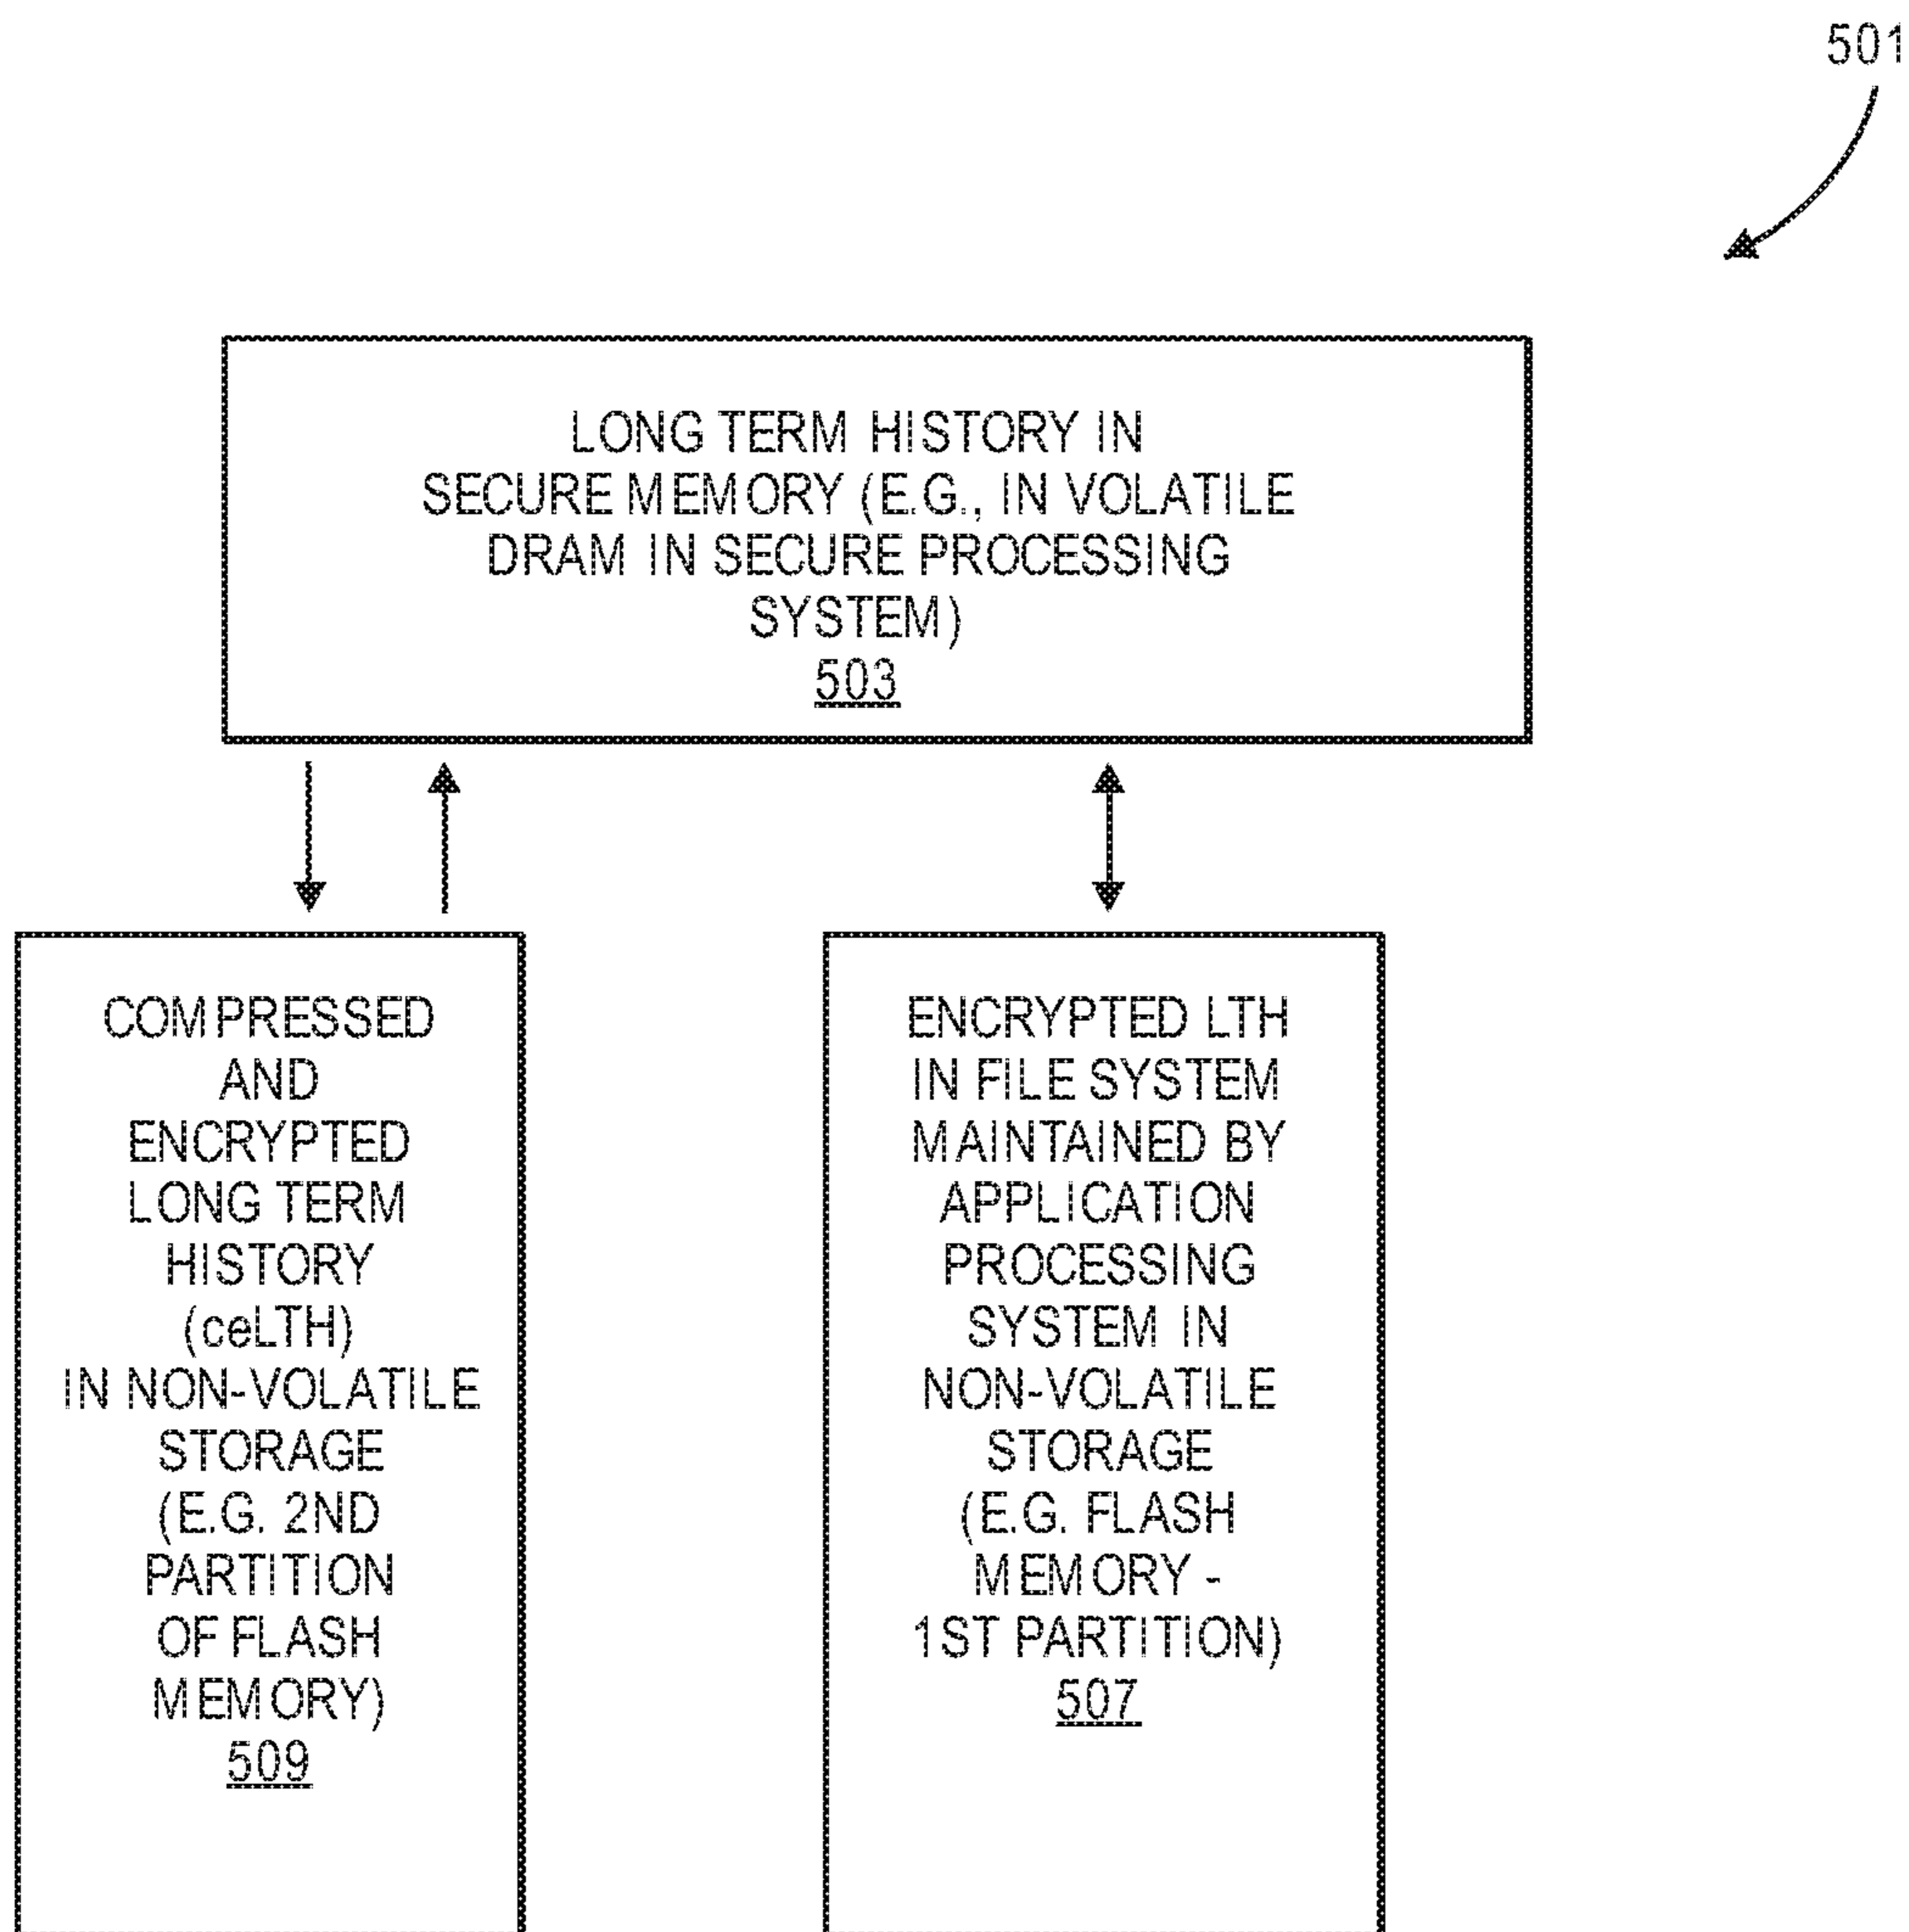 501
LONG TERM HISTORY IN
SECURE MEMORY (E.G., IN VOLATILE
DRAM IN SECURE PROCESSING
SYSTEM)
503
COMPRESSED
AND
ENCRYPTED
LONG TERM
HISTORY
(ceLTH)
IN NON-VOLATILE
STORAGE
(E.G. 2ND
PARTITION
OF FLASH
MEMORY)
509
ENCRYPTED LTH
IN FILE SYSTEM
MAINTAINED BY
APPLICATION
PROCESSING
SYSTEM IN
NON-VOLATILE
STORAGE
(E.G. FLASH
MEMORY -
1ST PARTITION)
507